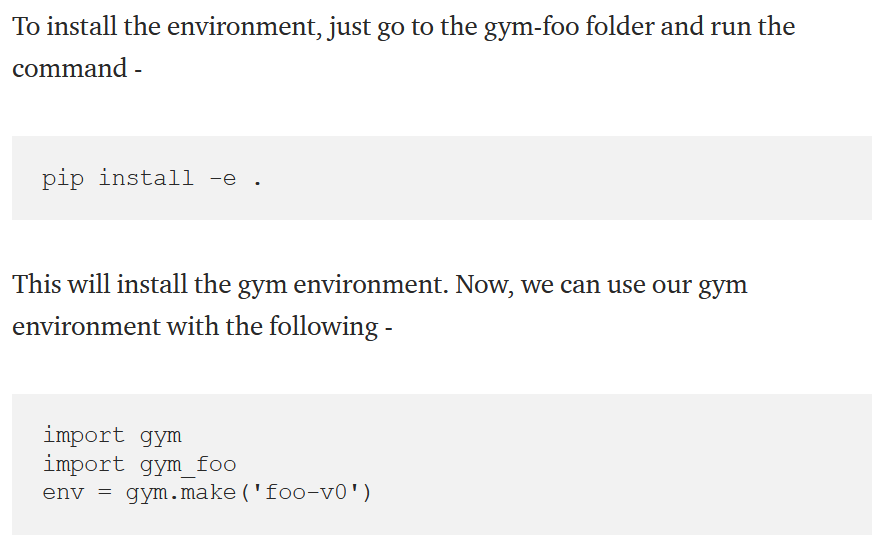 To install the environment, just go to the gym-foo folder and run the
command -
pip install -e .
This will install the gym environment. Now, we can use our gym
environment with the following -
import gym
import gym_foo
env = gym.make('foo-v0')